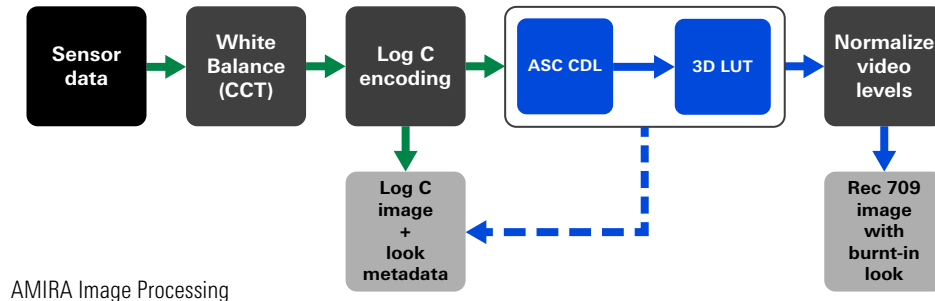 Sensor
data
White
Balance
(CCT)
Log C
encoding
ASC CDL
3D LUT
Normalize
video
levels
Log C
image
+
look
metadata
Rec 709
image
with
burnt-in
look
AMIRA Image Processing